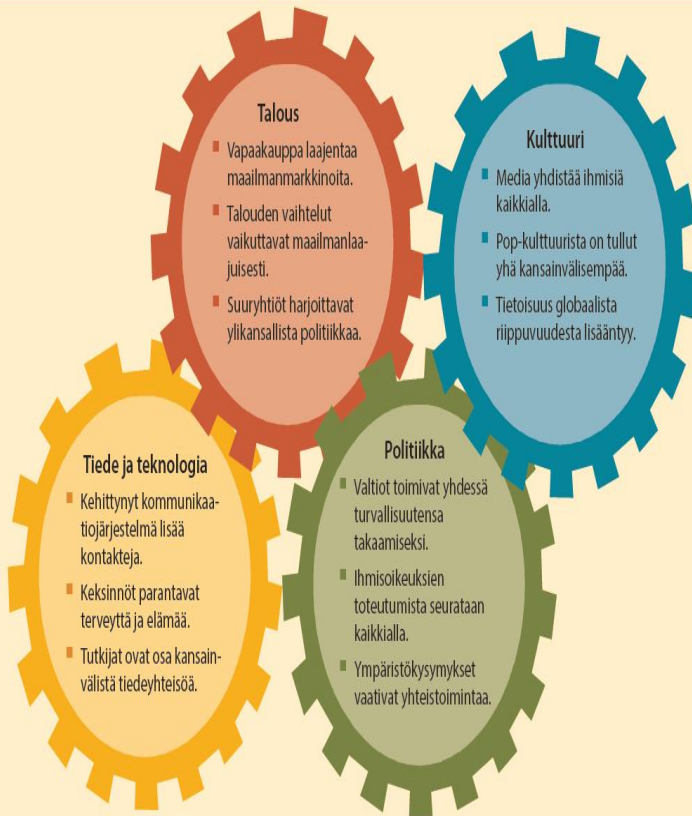 Talous
Vapaakauppa laajentaa
maailmanmarkkinoita.
Talouden vaihtelut
vaikuttavat maailmanlaa-
juisesti.
Suuryhtiöt harjoittavat
ylikansallista politiikkaa.
Kulttuuri
Media yhdistää ihmisiä
kaikkialla.
Pop-kulttuurista on tullut
yhä kansainvälisempää.
Tietoisuus globaalista
riippuvuudesta lisääntyy.
Tiede ja teknologia
Kehittynyt kommunikaa-
tiojärjestelmä lisää
kontakteja.
Keksinnöt parantavat
terveyttä ja elämää.
Tutkijat ovat osa kansain-
välistä tiedeyhteisöä.
Politiikka
Valtiot toimivat yhdessä
turvallisuutensa
takaamiseksi.
Ihmisoikeuksien
toteutumista seurataan
kaikkialla.
Ympäristökysymykset
vaativat yhteistoimintaa.